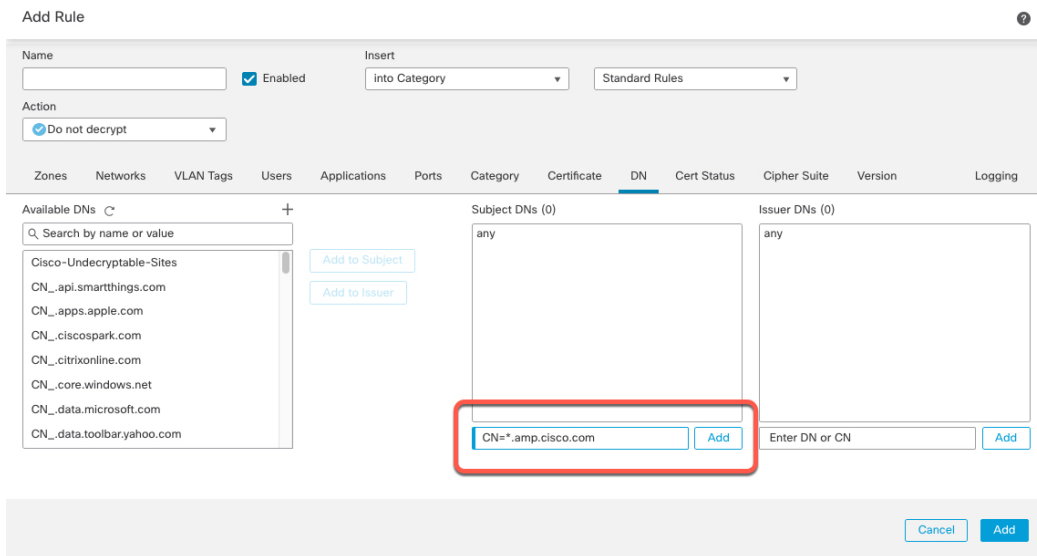 Add Rule
?
Name
Insert
Enabled
into Category
Standard Rules
Action
Do not decrypt
Zones Networks VLAN Tags Users Applications Ports Category Certificate DN Cert Status Cipher Suite Version Logging
Available DNs
Subject DNs (0)
Issuer DNs (0)
Search by name or value
any
any
Cisco-Undecryptable-Sites
Add to Subject
CN_.api.smartthings.com
Add to Issuer
CN_.apps.apple.com
CN_.ciscospark.com
CN_.citrixonline.com
CN_.core.windows.net
CN_.data.microsoft.com
CN_.data.toolbar.yahoo.com
CN=*.amp.cisco.com
Add
Enter DN or CN
Add
Cancel
Add